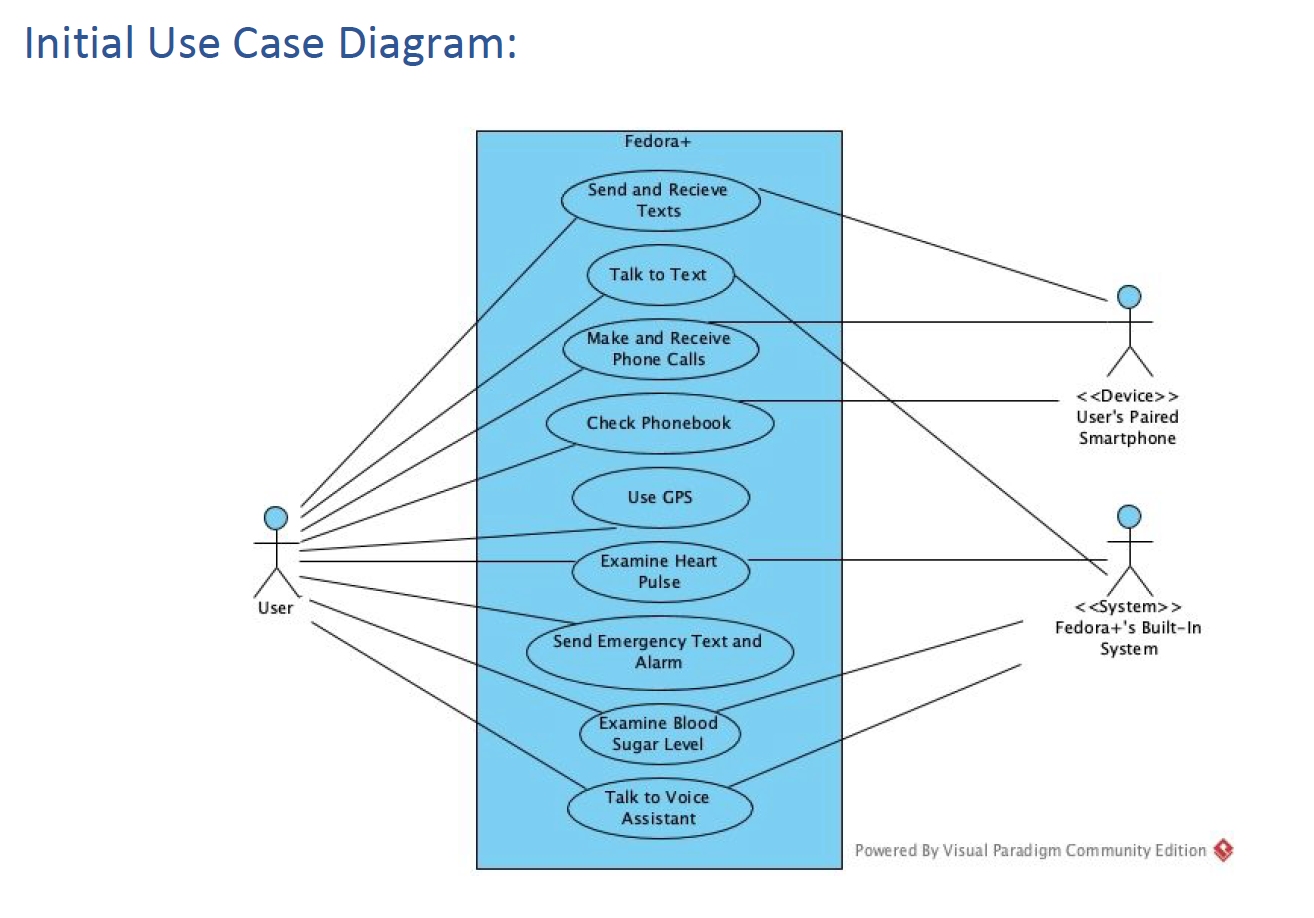 Initial Use Case Diagram:
Fedora+
Send and Recieve
Texts
Talk to Text
Make and Receive
Phone Calls
Check Phonebook
Use GPS
Examine Heart
Pulse
Send Emergency Text and
Alarm
Examine Blood
Sugar Level
Talk to Voice
Assistant
User
<<Device>>
User's Paired
Smartphone
<<System>>
Fedora+'s Built-In
System
Powered By Visual Paradigm Community Edition